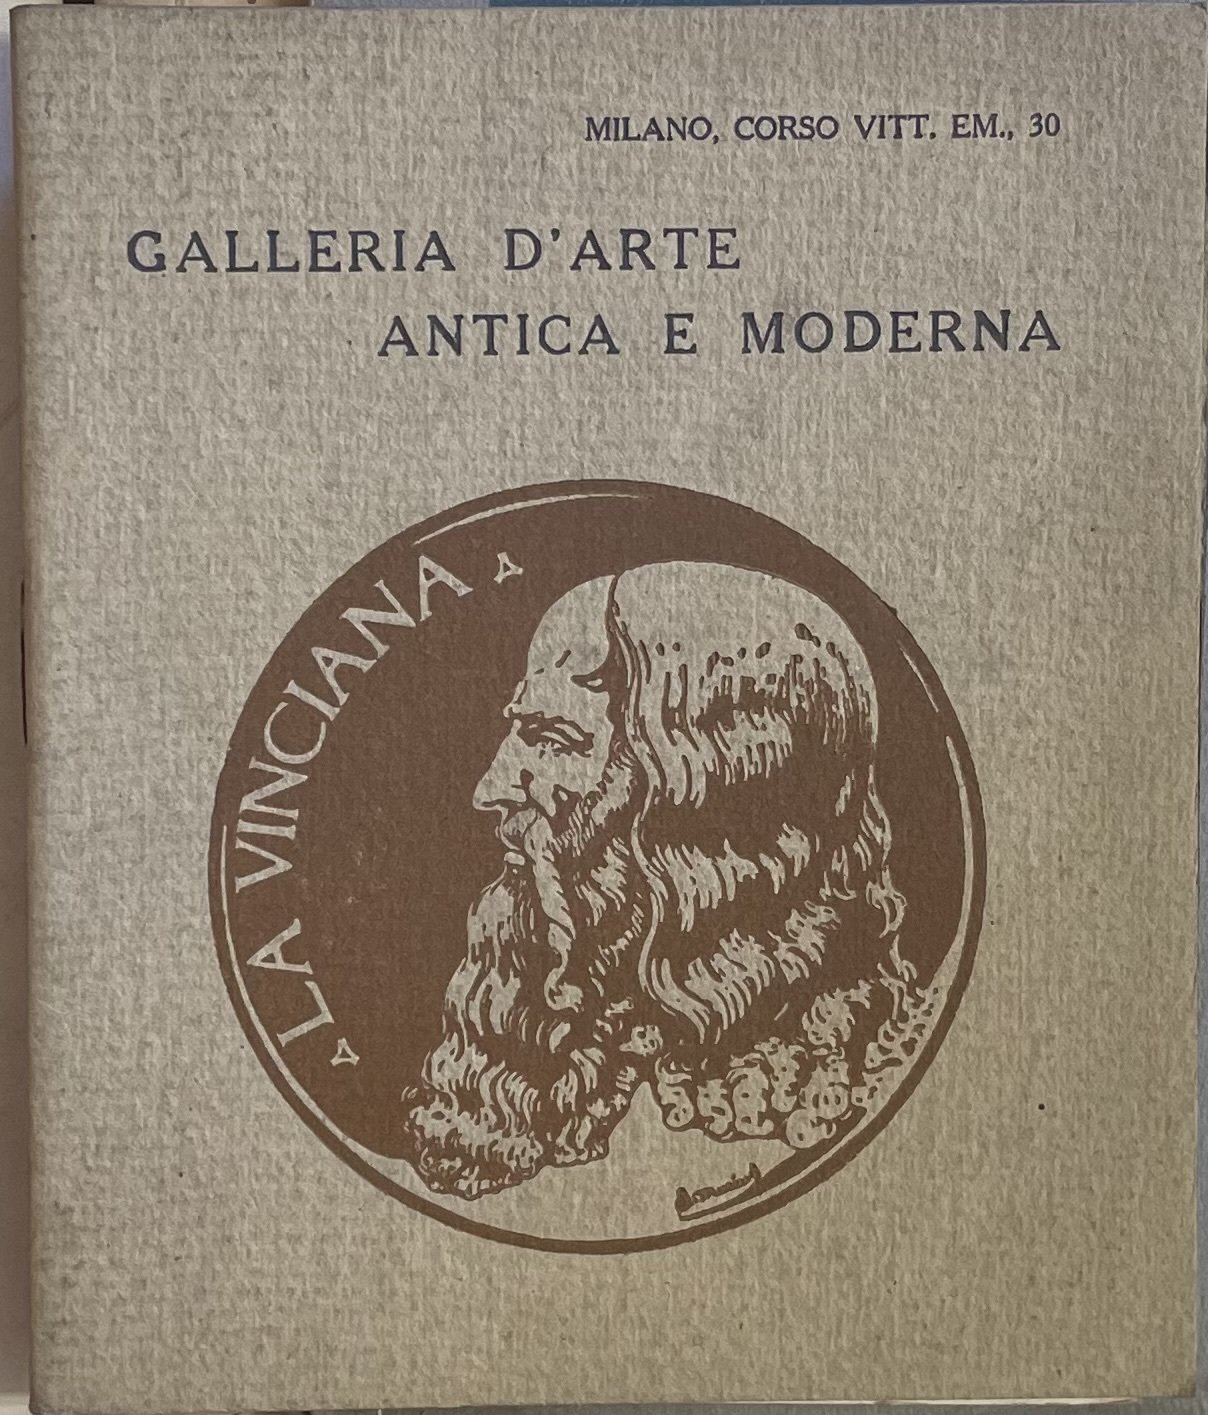 MILANO, CORSO VITT. EM., 30
GALLERIA D'ARTE
ANTICA E MODERNA
LA VINCIANA